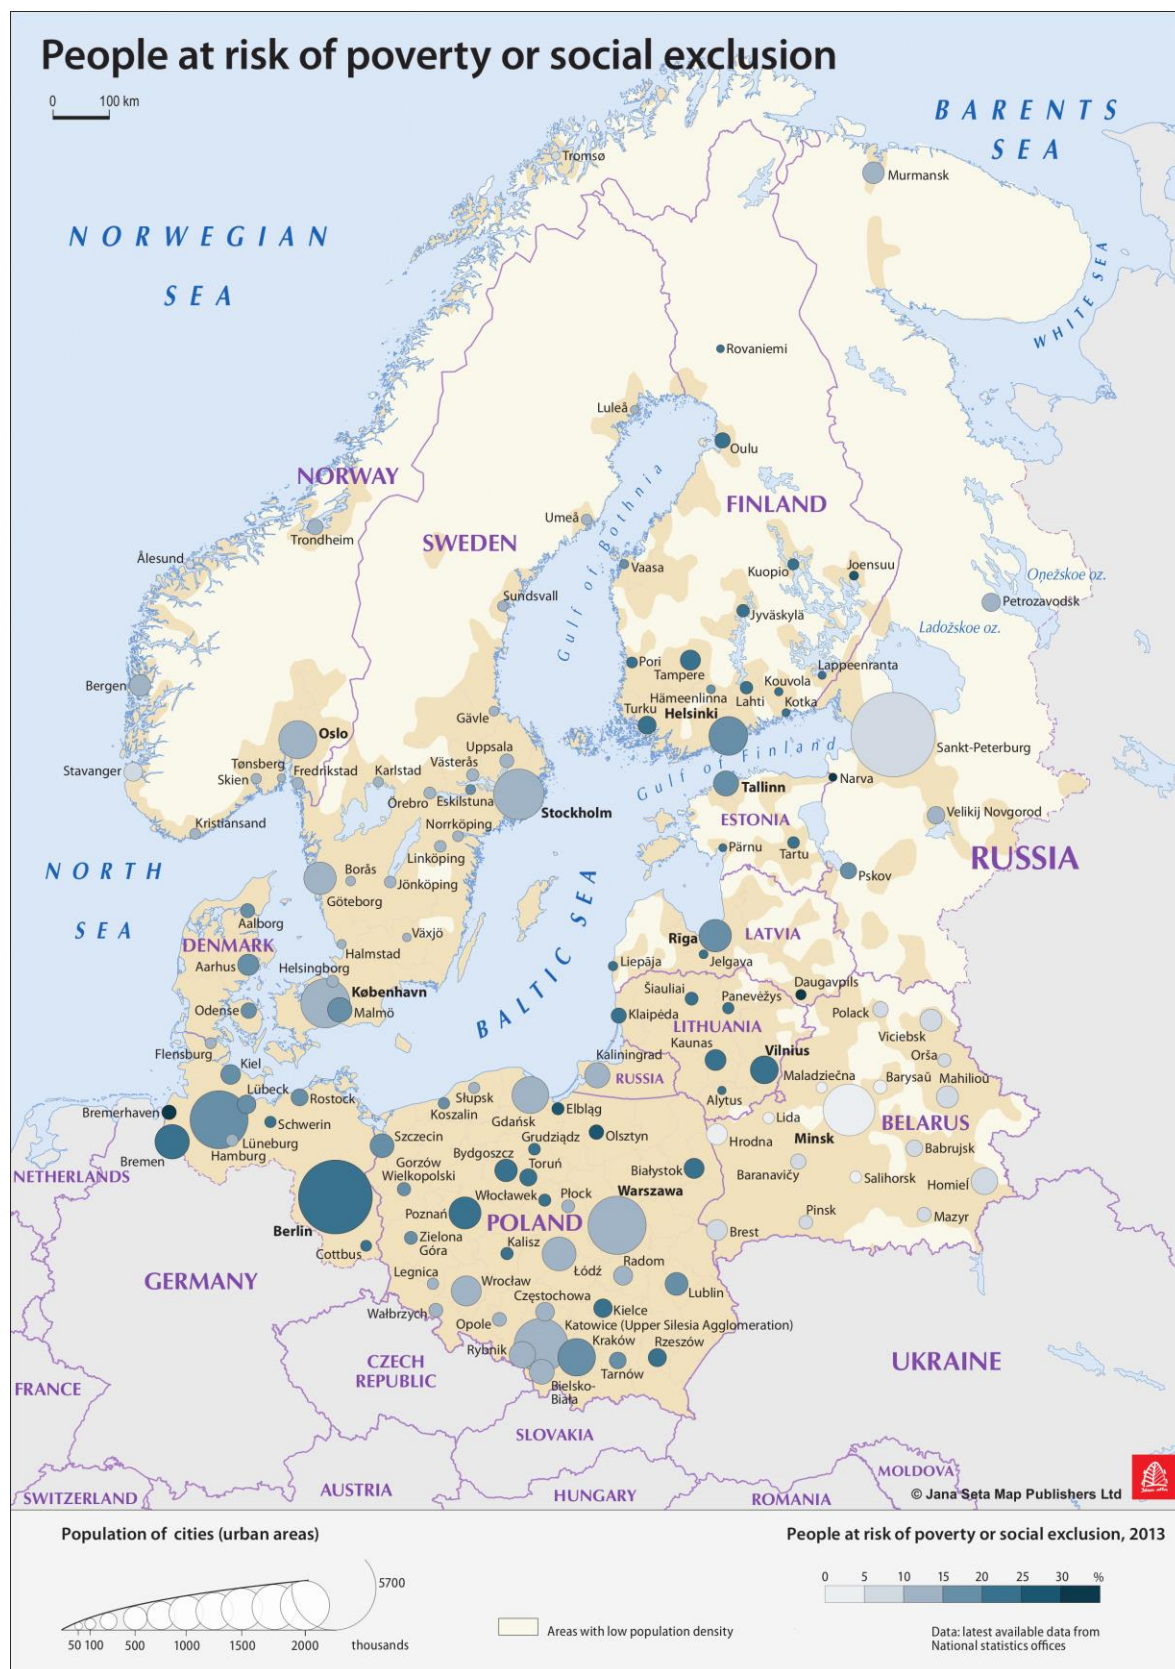 People at risk of poverty or social exclusion
0 100 km
BARENTS
SEA
Tromsø
Murmansk
NORWEGIAN
SEA
WHITE SEA
Rovaniemi
Luleå
Oulu
NORWAY
FINLAND
Gulf of Bothnia
Umeå
Trondheim
SWEDEN
Ålesund
Vaasa
Kuopio
Joensuu
Onežskoe oz.
Sundsvall
Petrozavodsk
Jyväskylä
Ladožskoe oz.
Pori
Tampere
Lappeenranta
Kouvola
Bergen
Hämeenlinna
Lahti
Kotka
Turku
Helsinki
Gävle
Oslo
Uppsala
Sankt-Peterburg
Gulf of Finland
Tønsberg
Västerås
Stavanger
Fredrikstad
Karlstad
Skien
Narva
Tallinn
Örebro
Eskilstuna
Stockholm
Velikij Novgorod
ESTONIA
Kristiansand
Norrköping
Pärnu
Tartu
Linköping
RUSSIA
NORTH
SEA
Borås
Jönköping
Pskov
Göteborg
BALTIC SEA
Aalborg
DENMARK
Växjö
Rīga
LATVIA
Halmstad
Jelgava
Aarhus
Liepāja
Helsingborg
Daugavpils
Šiauliai
Panevėžys
København
Malmö
Odense
Klaipėda
Polack
LITHUANIA
Viciebsk
Flensburg
Kaunas
Vilnius
Kaliningrad
Orša
Kiel
RUSSIA
Maladziečna
Barysaŭ
Mahilioŭ
Lübeck
Rostock
Słupsk
Alytus
Bremerhaven
Koszalin
Elbląg
Schwerin
Gdańsk
Lida
BELARUS
Lüneburg
Olsztyn
Minsk
Hamburg
Szczecin
Grudziądz
Hrodna
Babrujsk
Bremen
Bydgoszcz
NETHERLANDS
Gorzów
Wielkopolski
Toruń
Białystok
Baranavičy
Salihorsk
Homieĺ
Włocławek
Płock
Warszawa
Poznań
POLAND
Pinsk
Mazyr
Berlin
Zielona
Góra
Brest
Cottbus
Kalisz
Łódź
Radom
GERMANY
Legnica
Wrocław
Lublin
Częstochowa
Wałbrzych
Kielce
Opole
Katowice (Upper Silesia Agglomeration)
Kraków
Rzeszów
Rybnik
CZECH
REPUBLIC
Tarnów
UKRAINE
Bielsko-
Biała
FRANCE
SLOVAKIA
MOLDOVA
AUSTRIA
SWITZERLAND
HUNGARY
ROMANIA
© Jana Seta Map Publishers Ltd
Population of cities (urban areas)
5700
50 100 500 1000 1500 2000 thousands
Areas with low population density
People at risk of poverty or social exclusion, 2013
0 5 10 15 20 25 30 %
Data: latest available data from
National statistics offices